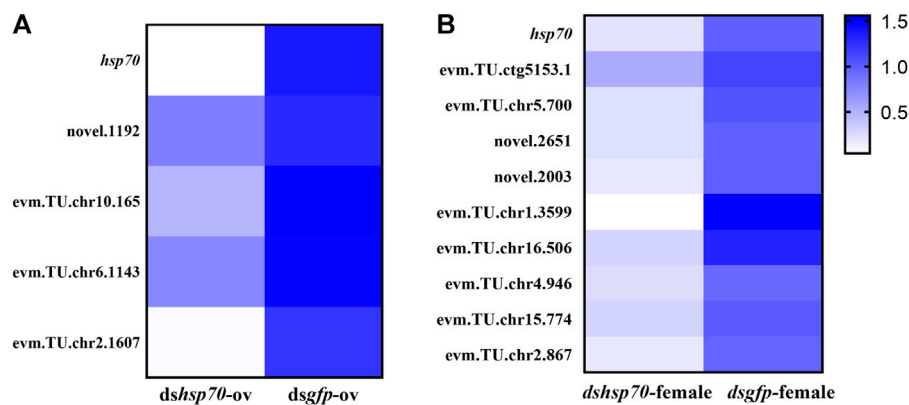 A
hsp70
novel.1192
evm.TU.chr10.165
evm.TU.chr6.1143
evm.TU.chr2.1607
dshsp70-ov dsgfp-ov
B
hsp70
evm.TU.ctg5153.1
evm.TU.chr5.700
novel.2651
novel.2003
evm.TU.chr1.3599
evm.TU.chr16.506
evm.TU.chr4.946
evm.TU.chr15.774
evm.TU.chr2.867
dshsp70-female dsgfp-female
1.5
1.0
0.5